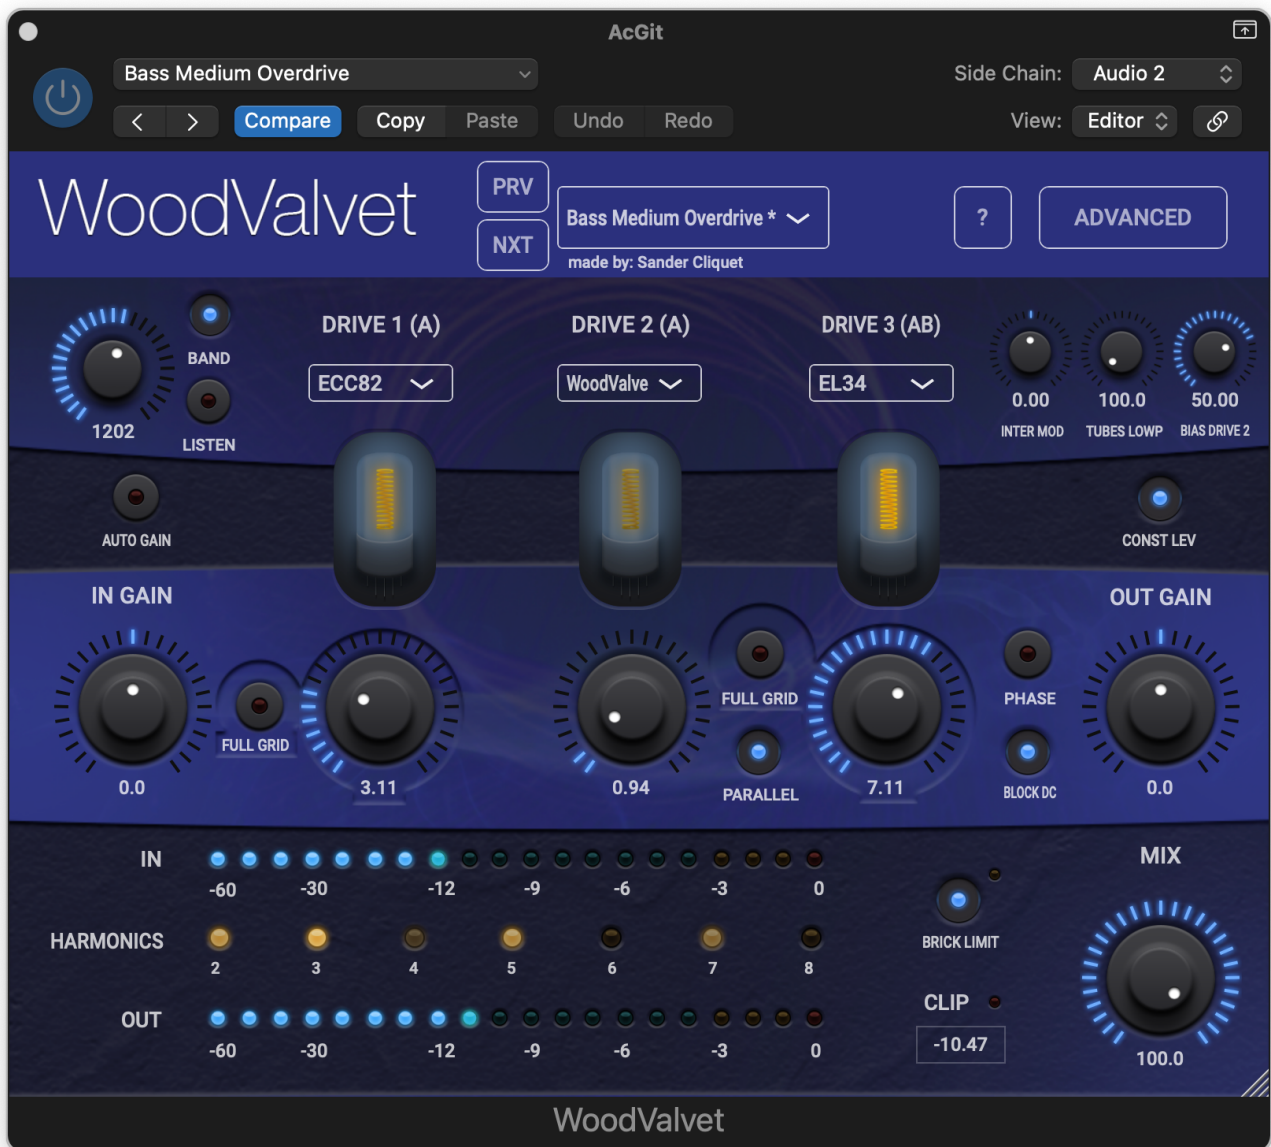 AcGit
Bass Medium Overdrive
Side Chain: Audio 2
Compare Copy Paste Undo Redo
View: Editor
WoodValvet
PRV
NXT
Bass Medium Overdrive *
made by: Sander Cliquet
?
ADVANCED
BAND
LISTEN
1202
DRIVE 1 (A)
ECC82
DRIVE 2 (A)
WoodValve
DRIVE 3 (AB)
EL34
0.00 100.0 50.00
INTER MOD TUBES LOWP BIAS DRIVE 2
AUTO GAIN
CONST LEV
IN GAIN
OUT GAIN
FULL GRID
FULL GRID
PHASE
PARALLEL
BLOCK DC
0.0 3.11 0.94 7.11 0.0
IN
-60 -30 -12 -9 -6 -3 0
HARMONICS
2 3 4 5 6 7 8
OUT
-60 -30 -12 -9 -6 -3 0
BRICK LIMIT
CLIP
-10.47
MIX
100.0
WoodValvet